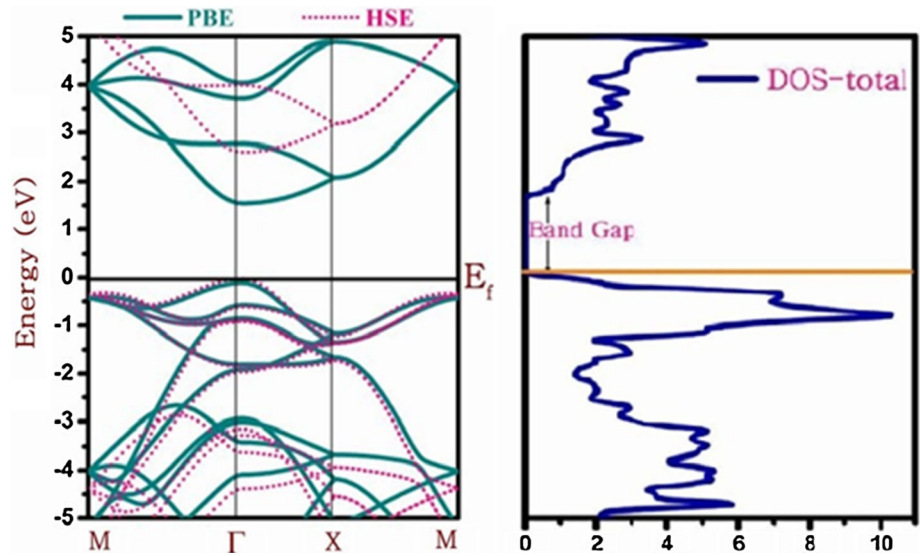 PBE HSE
Energy (eV)
5
4
3
2
1
0
-1
-2
-3
-4
-5
M Γ X M
E_f
DOS-total
Band Gap
0 2 4 6 8 10